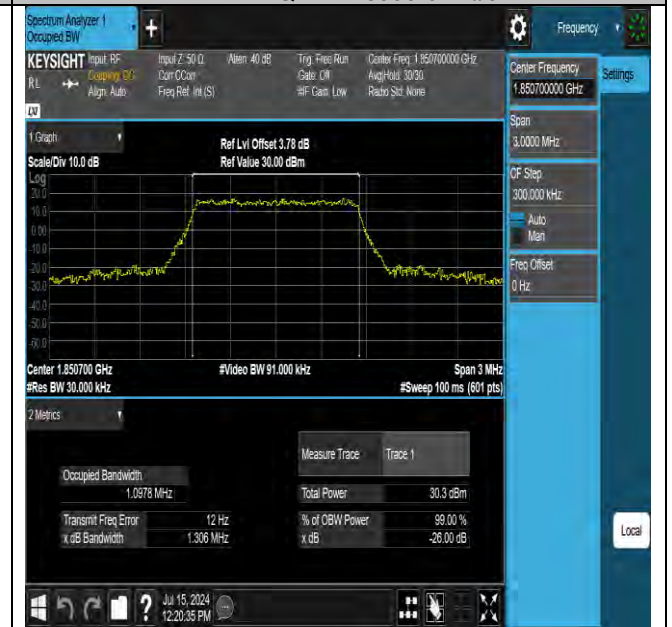 Spectrum Analyzer 1
Occupied BW
+
Frequency
KEYSIGHT Input: RF Input Z: 50 Ω Atten: 40 dB Trig: Free Run Center Freq: 1.850700000 GHz
RL Coupling: DC Corr CCorr Gate: Off Avg|Hold: 30/30
Align: Auto Freq Ref: Int (S) #IF Gain: Low Radio Std: None
LXI
Center Frequency
1.850700000 GHz
Settings
Span
3.0000 MHz
CF Step
300.000 kHz
Auto
Man
Freq Offset
0 Hz
1 Graph
Ref Lvl Offset 3.78 dB
Scale/Div 10.0 dB Ref Value 30.00 dBm
Log
20.0
10.0
0.00
-10.0
-20.0
-30.0
-40.0
-50.0
-60.0
Center 1.850700 GHz #Video BW 91.000 kHz Span 3 MHz
#Res BW 30.000 kHz #Sweep 100 ms (601 pts)
2 Metrics
Measure Trace Trace 1
Occupied Bandwidth
1.0978 MHz Total Power 30.3 dBm
Transmit Freq Error 12 Hz % of OBW Power 99.00 %
x dB Bandwidth 1.306 MHz x dB -26.00 dB
Local
? Jul 15, 2024
12:20:35 PM